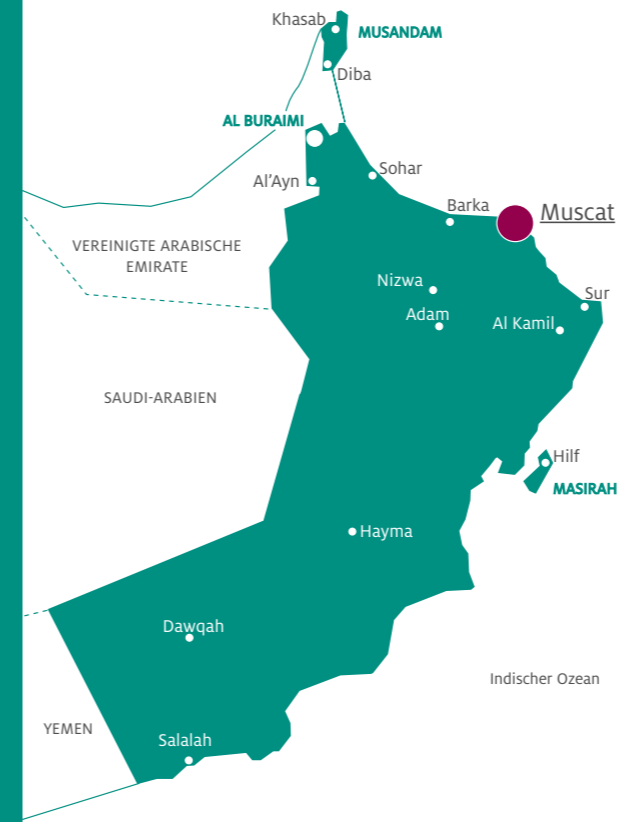 Khasab
MUSANDAM
Diba
AL BURAIMI
Al'Ayn
Sohar
Barka
Muscat
VEREINIGTE ARABISCHE
EMIRATE
Nizwa
Sur
Adam
Al Kamil
SAUDI-ARABIEN
Hilf
MASIRAH
Hayma
Dawqah
Indischer Ozean
YEMEN
Salalah